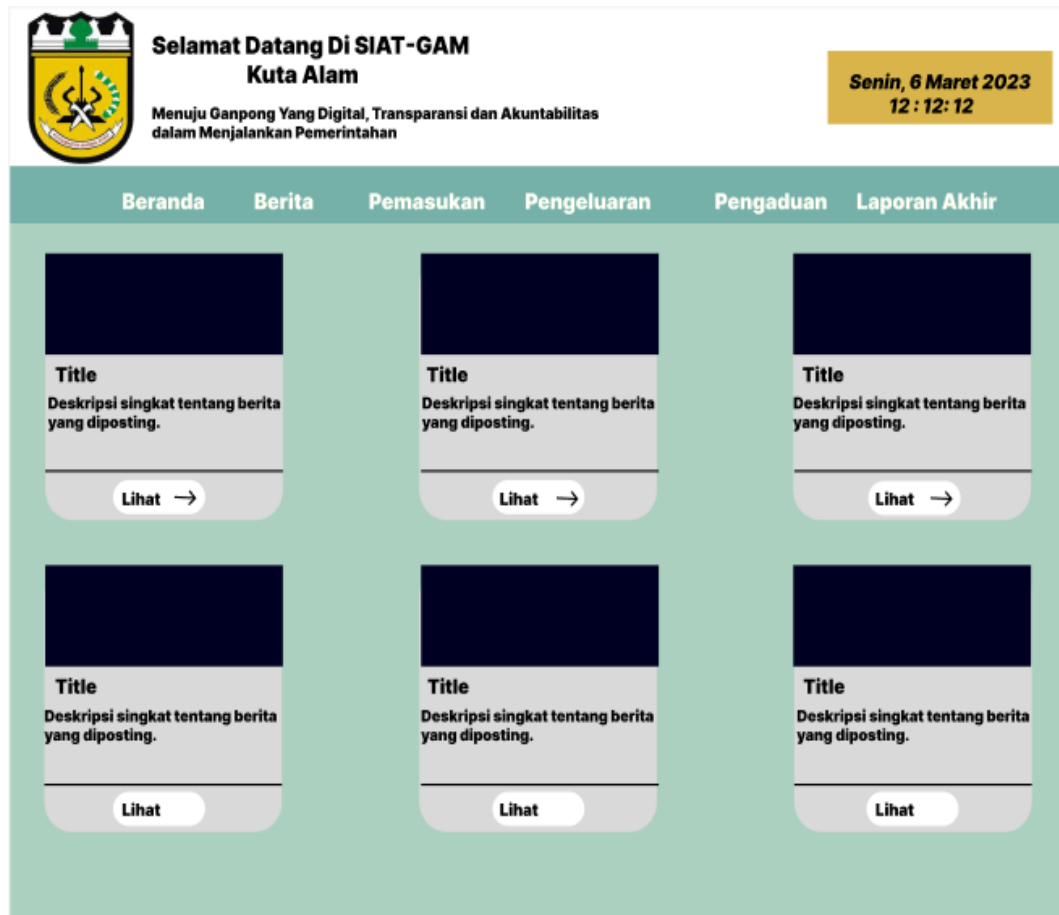 Selamat Datang Di SIAT-GAM
Kuta Alam
Menuju Ganpong Yang Digital, Transparansi dan Akuntabilitas
dalam Menjalankan Pemerintahan
Senin, 6 Maret 2023
12 : 12: 12
Beranda Berita Pemasukan Pengeluaran Pengaduan Laporan Akhir
Title
Deskripsi singkat tentang berita
yang diposting.
Lihat →
Title
Deskripsi singkat tentang berita
yang diposting.
Lihat →
Title
Deskripsi singkat tentang berita
yang diposting.
Lihat →
Title
Deskripsi singkat tentang berita
yang diposting.
Lihat
Title
Deskripsi singkat tentang berita
yang diposting.
Lihat
Title
Deskripsi singkat tentang berita
yang diposting.
Lihat